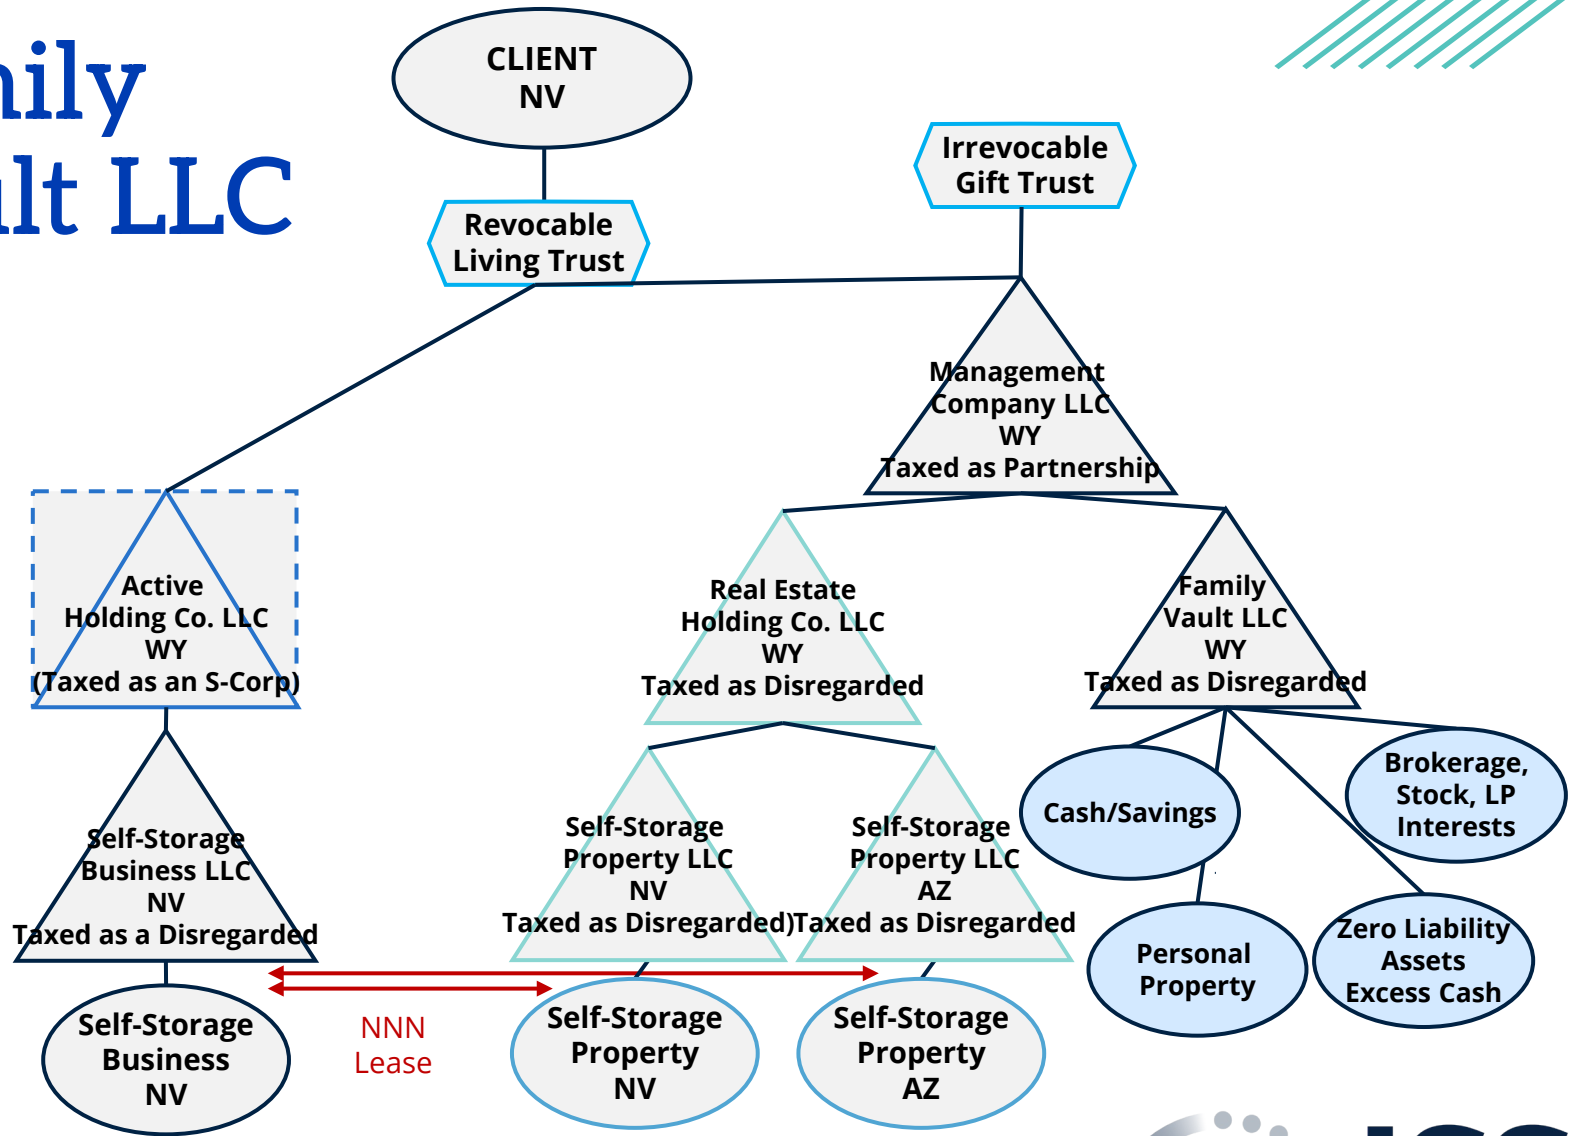 mily
ult LLC
CLIENT
NV
Irrevocable
Gift Trust
Revocable
Living Trust
Management
Company LLC
WY
Taxed as Partnership
Active
Holding Co. LLC
WY
(Taxed as an S-Corp)
Real Estate
Holding Co. LLC
WY
Taxed as Disregarded
Family
Vault LLC
WY
Taxed as Disregarded
Self-Storage
Business LLC
NV
Taxed as a Disregarded
Self-Storage
Property LLC
NV
Taxed as Disregarded)
Self-Storage
Property LLC
AZ
Taxed as Disregarded
Cash/Savings
Brokerage,
Stock, LP
Interests
Personal
Property
Zero Liability
Assets
Excess Cash
Self-Storage
Business
NV
NNN
Lease
Self-Storage
Property
NV
Self-Storage
Property
AZ